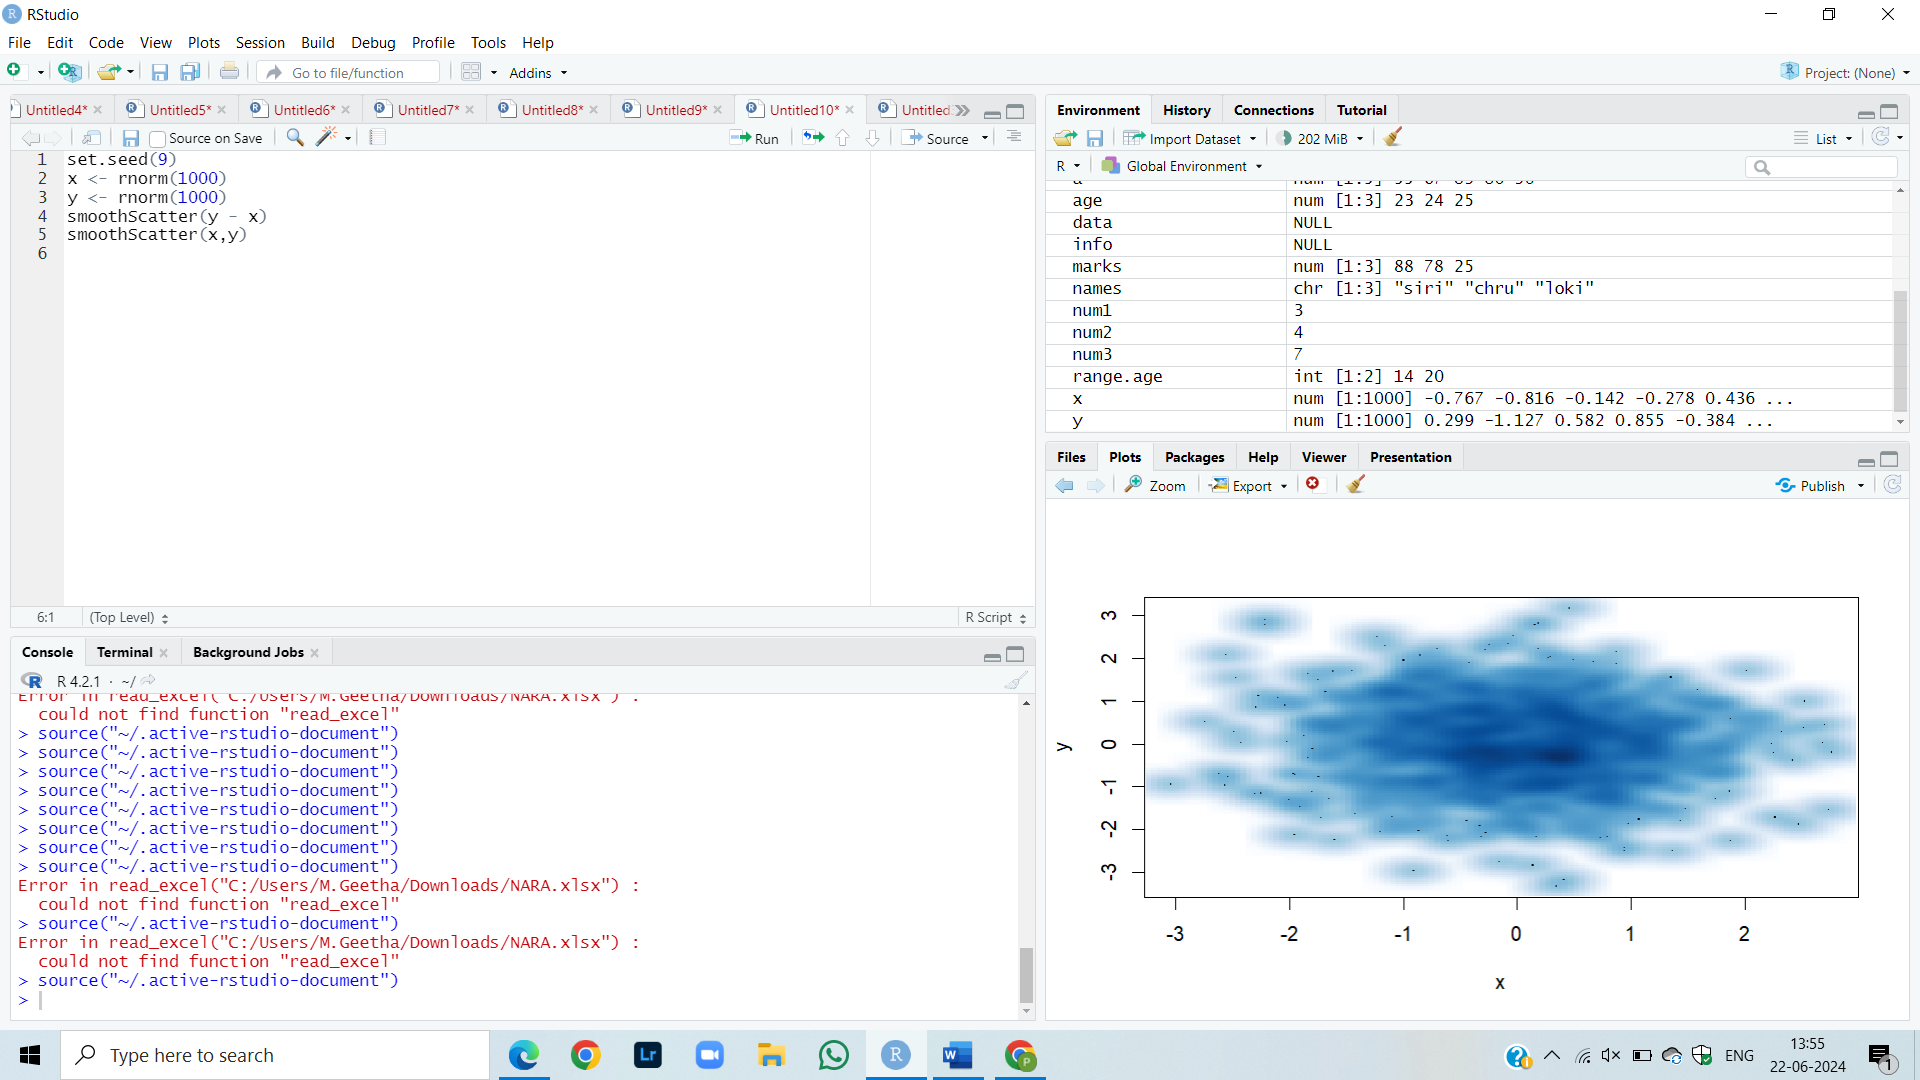 RStudio
File Edit Code View Plots Session Build Debug Profile Tools Help
Go to file/function Addins Project: (None)
Untitled4* Untitled5* Untitled6* Untitled7* Untitled8* Untitled9* Untitled10* Untitled
Source on Save Run Source
1 set.seed(9)
2 x <- rnorm(1000)
3 y <- rnorm(1000)
4 smoothScatter(y - x)
5 smoothScatter(x,y)
6
6:1 (Top Level) R Script
Console Terminal Background Jobs
R 4.2.1 · ~/
Error in read_excel("C:/Users/M.Geetha/Downloads/NARA.xlsx") :
could not find function "read_excel"
> source("~/.active-rstudio-document")
> source("~/.active-rstudio-document")
> source("~/.active-rstudio-document")
> source("~/.active-rstudio-document")
> source("~/.active-rstudio-document")
> source("~/.active-rstudio-document")
> source("~/.active-rstudio-document")
> source("~/.active-rstudio-document")
Error in read_excel("C:/Users/M.Geetha/Downloads/NARA.xlsx") :
could not find function "read_excel"
> source("~/.active-rstudio-document")
Error in read_excel("C:/Users/M.Geetha/Downloads/NARA.xlsx") :
could not find function "read_excel"
> source("~/.active-rstudio-document")
>
Environment History Connections Tutorial
Import Dataset 202 MiB List
R Global Environment
age num [1:3] 23 24 25
data NULL
info NULL
marks num [1:3] 88 78 25
names chr [1:3] "siri" "chru" "loki"
num1 3
num2 4
num3 7
range.age int [1:2] 14 20
x num [1:1000] -0.767 -0.816 -0.142 -0.278 0.436 ...
y num [1:1000] 0.299 -1.127 0.582 0.855 -0.384 ...
Files Plots Packages Help Viewer Presentation
Zoom Export Publish
3
2
1
0
-1
-2
-3
y
-3 -2 -1 0 1 2
x
Type here to search
Lr
R
W
P
ENG
13:55
22-06-2024
1